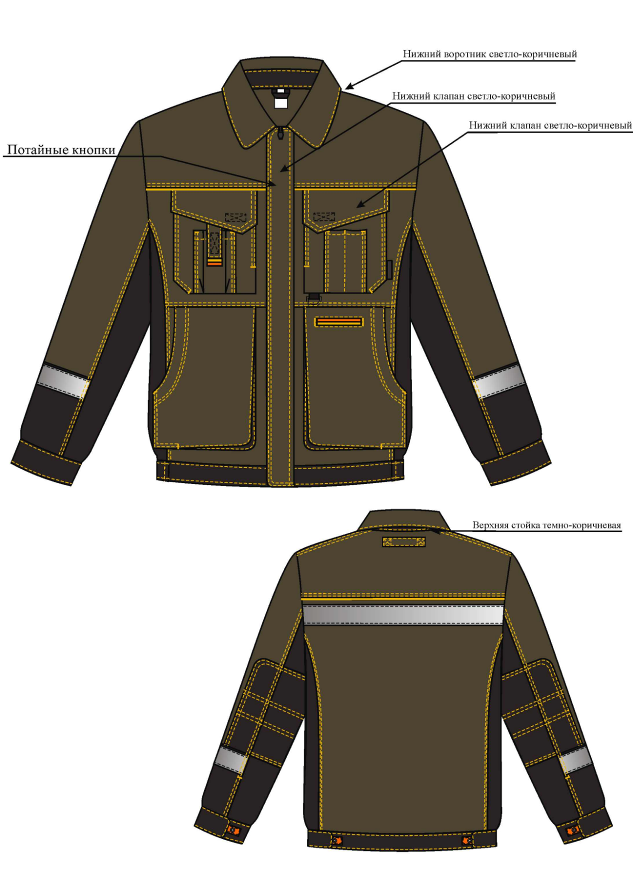 Нижний воротник светло-коричневый
Нижний клапан светло-коричневый
Нижний клапан светло-коричневый
Потайные кнопки
Верхняя стойка темно-коричневая